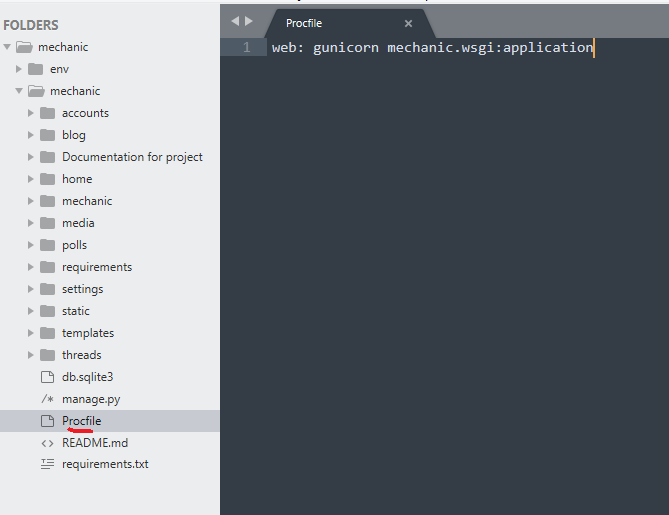 FOLDERS
mechanic
env
mechanic
accounts
blog
Documentation for project
home
mechanic
media
polls
requirements
settings
static
templates
threads
db.sqlite3
/* manage.py
Procfile
<> README.md
requirements.txt
Procfile ×
1 web: gunicorn mechanic.wsgi:application